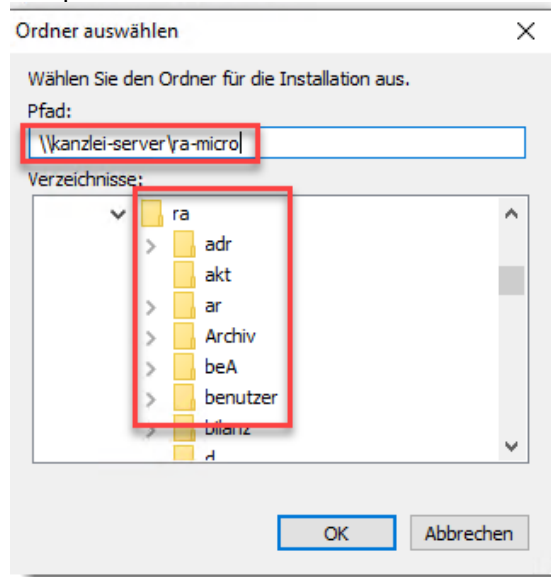 Ordner auswählen
Wählen Sie den Ordner für die Installation aus.
Pfad:
\\kanzlei-server\ra-micro
Verzeichnisse:
ra
adr
akt
ar
Archiv
beA
benutzer
bilanz
d
OK Abbrechen